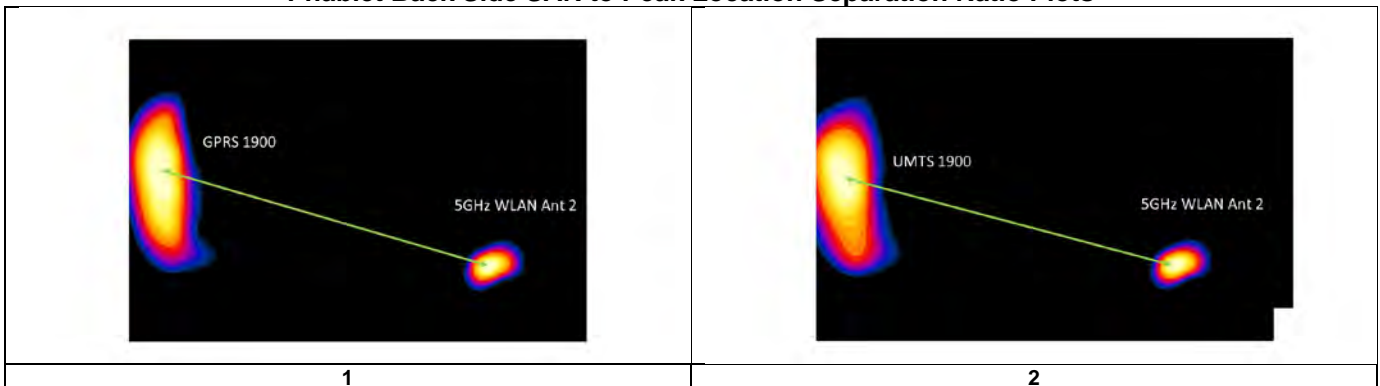 Phablet Back Side SAR to Peak Location Separation Ratio Plots
GPRS 1900
5GHz WLAN Ant 2
UMTS 1900
5GHz WLAN Ant 2
1
2